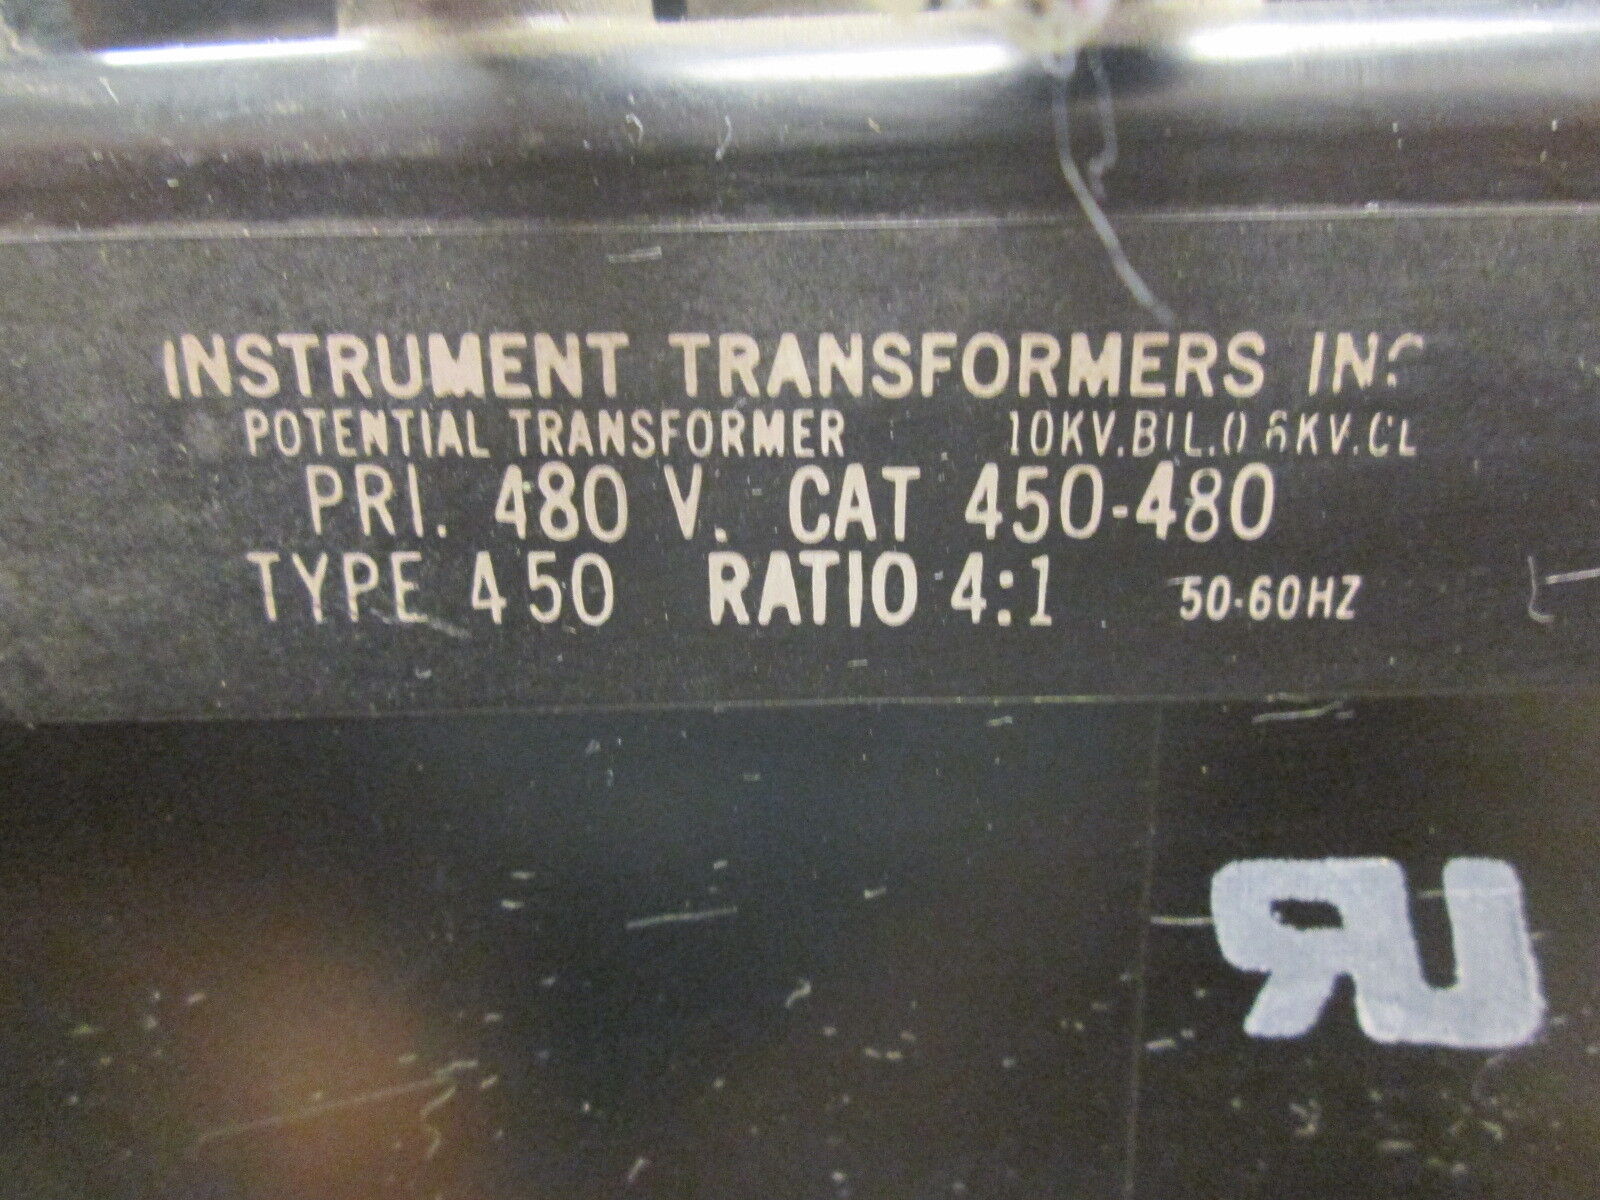 INSTRUMENT TRANSFORMERS INC
POTENTIAL TRANSFORMER 10KV.BIL.0.6KV.CL
PRI. 480 V. CAT 450-480
TYPE 450 RATIO 4:1 50-60HZ
RU